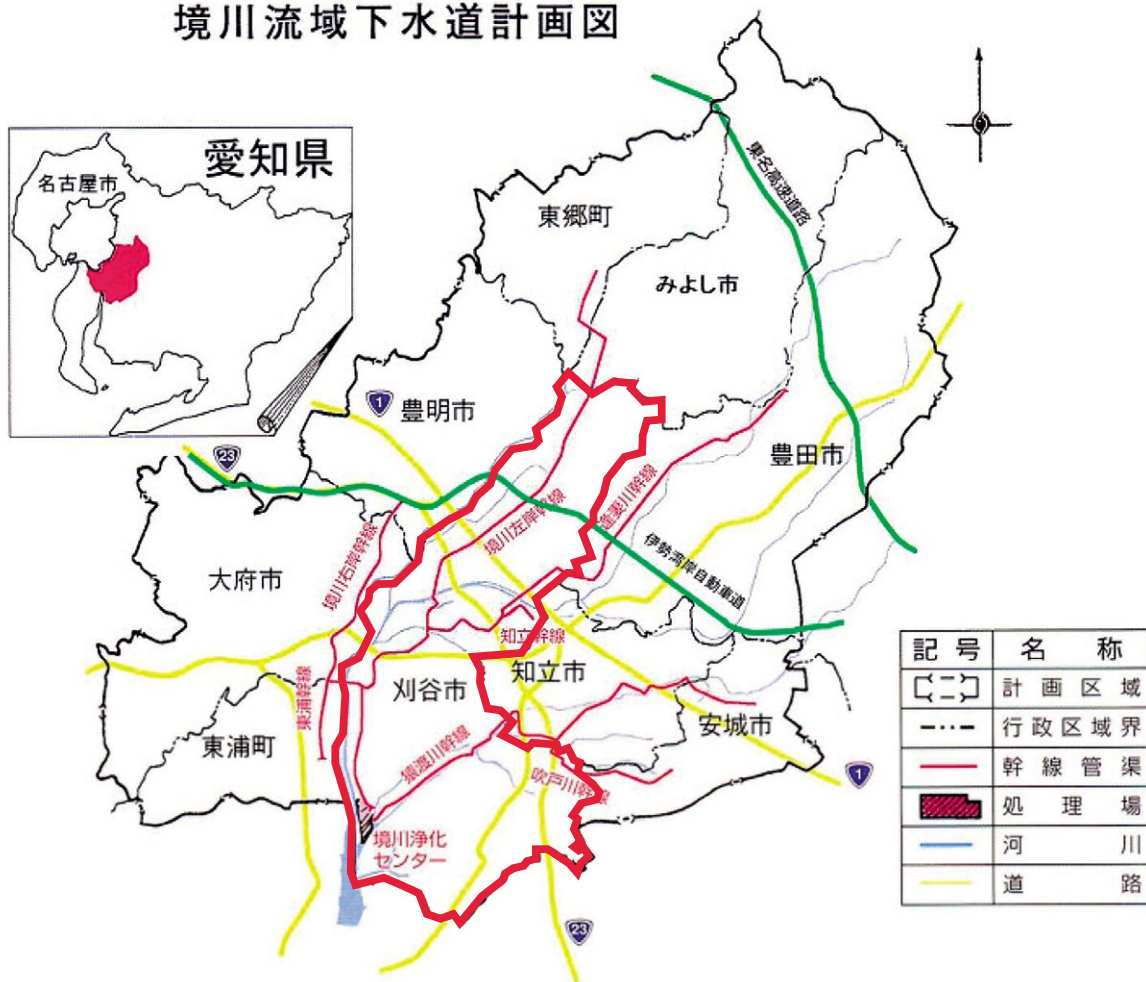 境川流域下水道計画図
愛知県
名古屋市
東名高速道路
東郷町
みよし市
1
豊明市
23
豊田市
境川左岸幹線
逢妻川幹線
境川右岸幹線
伊勢湾岸自動車道
大府市
知立幹線
知立市
刈谷市
東浦幹線
安城市
東浦町
猿渡川幹線
吹戸川幹線
1
境川浄化
センター
23
記号 名称
計画区域
行政区域界
幹線管渠
処理場
河川
道路